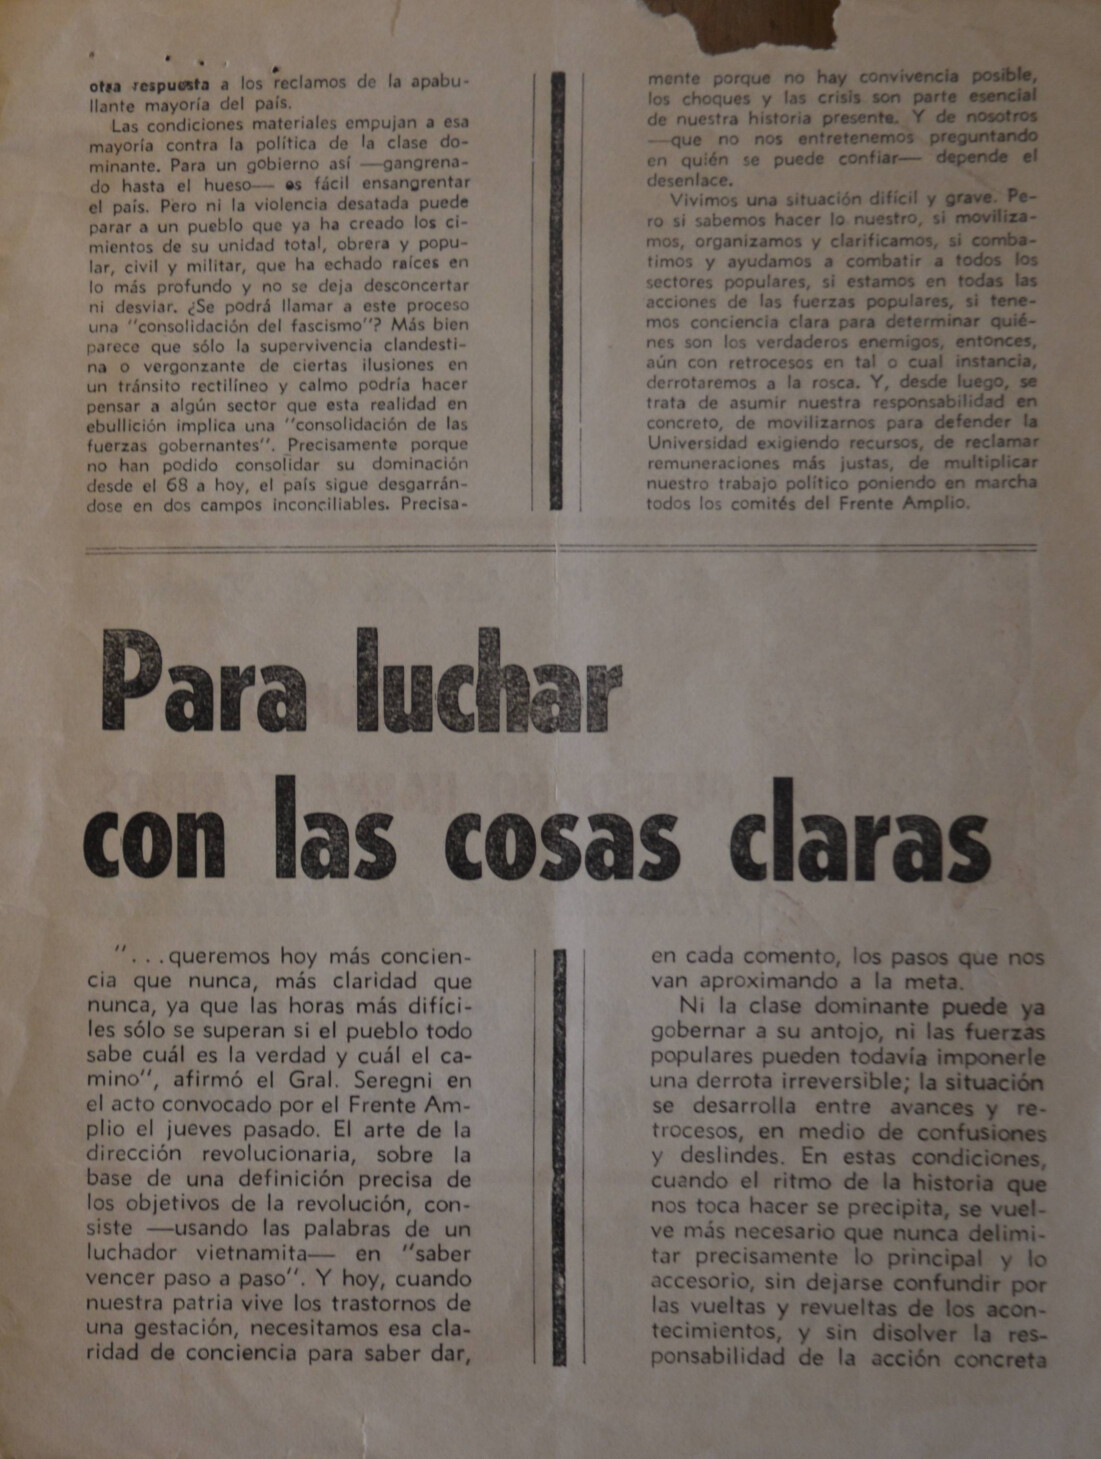 otra respuesta a los reclamos de la apabu-
llante mayoría del país.
Las condiciones materiales empujan a esa
mayoría contra la política de la clase do-
minante. Para un gobierno así —gangrena-
do hasta el hueso— es fácil ensangrentar
el país. Pero ni la violencia desatada puede
parar a un pueblo que ya ha creado los ci-
mientos de su unidad total, obrera y popu-
lar, civil y militar, que ha echado raíces en
lo más profundo y no se deja desconcertar
ni desviar. ¿Se podrá llamar a este proceso
una "consolidación del fascismo"? Más bien
parece que sólo la supervivencia clandesti-
na o vergonzante de ciertas ilusiones en
un tránsito rectilíneo y calmo podría hacer
pensar a algún sector que esta realidad en
ebullición implica una "consolidación de las
fuerzas gobernantes". Precisamente porque
no han podido consolidar su dominación
desde el 68 a hoy, el país sigue desgarrán-
dose en dos campos inconciliables. Precisa-
mente porque no hay convivencia posible,
los choques y las crisis son parte esencial
de nuestra historia presente. Y de nosotros
—que no nos entretenemos preguntando
en quién se puede confiar— depende el
desenlace.
Vivimos una situación difícil y grave. Pe-
ro si sabemos hacer lo nuestro, si moviliza-
mos, organizamos y clarificamos, si comba-
timos y ayudamos a combatir a todos los
sectores populares, si estamos en todas las
acciones de las fuerzas populares, si tene-
mos conciencia clara para determinar quié-
nes son los verdaderos enemigos, entonces,
aún con retrocesos en tal o cual instancia,
derrotaremos a la rosca. Y, desde luego, se
trata de asumir nuestra responsabilidad en
concreto, de movilizarnos para defender la
Universidad exigiendo recursos, de reclamar
remuneraciones más justas, de multiplicar
nuestro trabajo político poniendo en marcha
todos los comités del Frente Amplio.
Para luchar
con las cosas claras
"...queremos hoy más concien-
cia que nunca, más claridad que
nunca, ya que las horas más difíci-
les sólo se superan si el pueblo todo
sabe cuál es la verdad y cuál el ca-
mino", afirmó el Gral. Seregni en
el acto convocado por el Frente Am-
plio el jueves pasado. El arte de la
dirección revolucionaria, sobre la
base de una definición precisa de
los objetivos de la revolución, con-
siste —usando las palabras de un
luchador vietnamita— en "saber
vencer paso a paso". Y hoy, cuando
nuestra patria vive los trastornos de
una gestación, necesitamos esa cla-
ridad de conciencia para saber dar,
en cada comento, los pasos que nos
van aproximando a la meta.
Ni la clase dominante puede ya
gobernar a su antojo, ni las fuerzas
populares pueden todavía imponerle
una derrota irreversible; la situación
se desarrolla entre avances y re-
trocesos, en medio de confusiones
y deslindes. En estas condiciones,
cuando el ritmo de la historia que
nos toca hacer se precipita, se vuel-
ve más necesario que nunca delimi-
tar precisamente lo principal y lo
accesorio, sin dejarse confundir por
las vueltas y revueltas de los acon-
tecimientos, y sin disolver la res-
ponsabilidad de la acción concreta